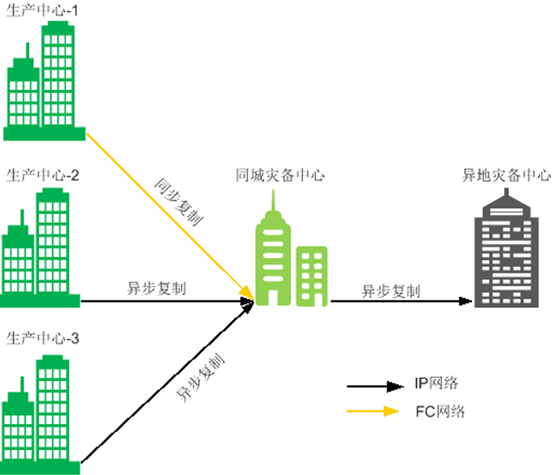 生产中心-1
生产中心-2
同城灾备中心
异地灾备中心
同步复制
异步复制
异步复制
生产中心-3
异步复制
IP网络
FC网络